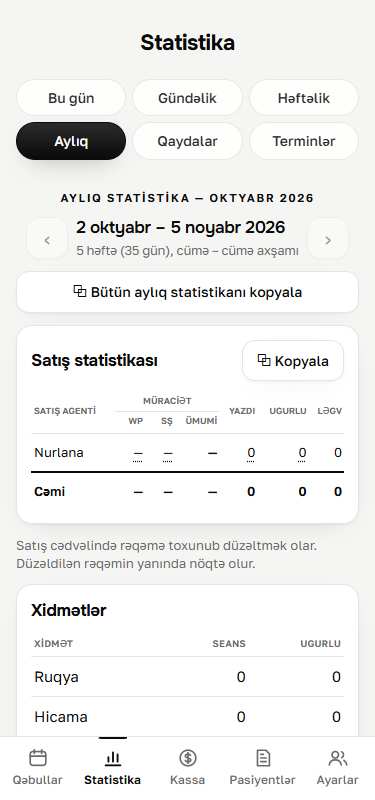 Statistika
Bu gün Gündəlik Həftəlik
Aylıq Qaydalar Terminlər
AYLIQ STATİSTİKA — OKTYABR 2026
2 oktyabr – 5 noyabr 2026
5 həftə (35 gün), cümə – cümə axşamı
Bütün aylıq statistikanı kopyala
Satış statistikası Kopyala
SATIŞ AGENTİ MÜRACİƏT YAZDI UGURLU LƏGV
WP SŞ ÜMUMİ
Nurlana — — — 0 0 0
Cəmi — — — 0 0 0
Satış cədvəlində rəqəmə toxunub düzəltmək olar.
Düzəldilən rəqəmin yanında nöqtə olur.
Xidmətlər
XİDMƏT SEANS UGURLU
Ruqya 0 0
Hicama 0 0
Qəbullar Statistika Kassa Pasiyentlər Ayarlar